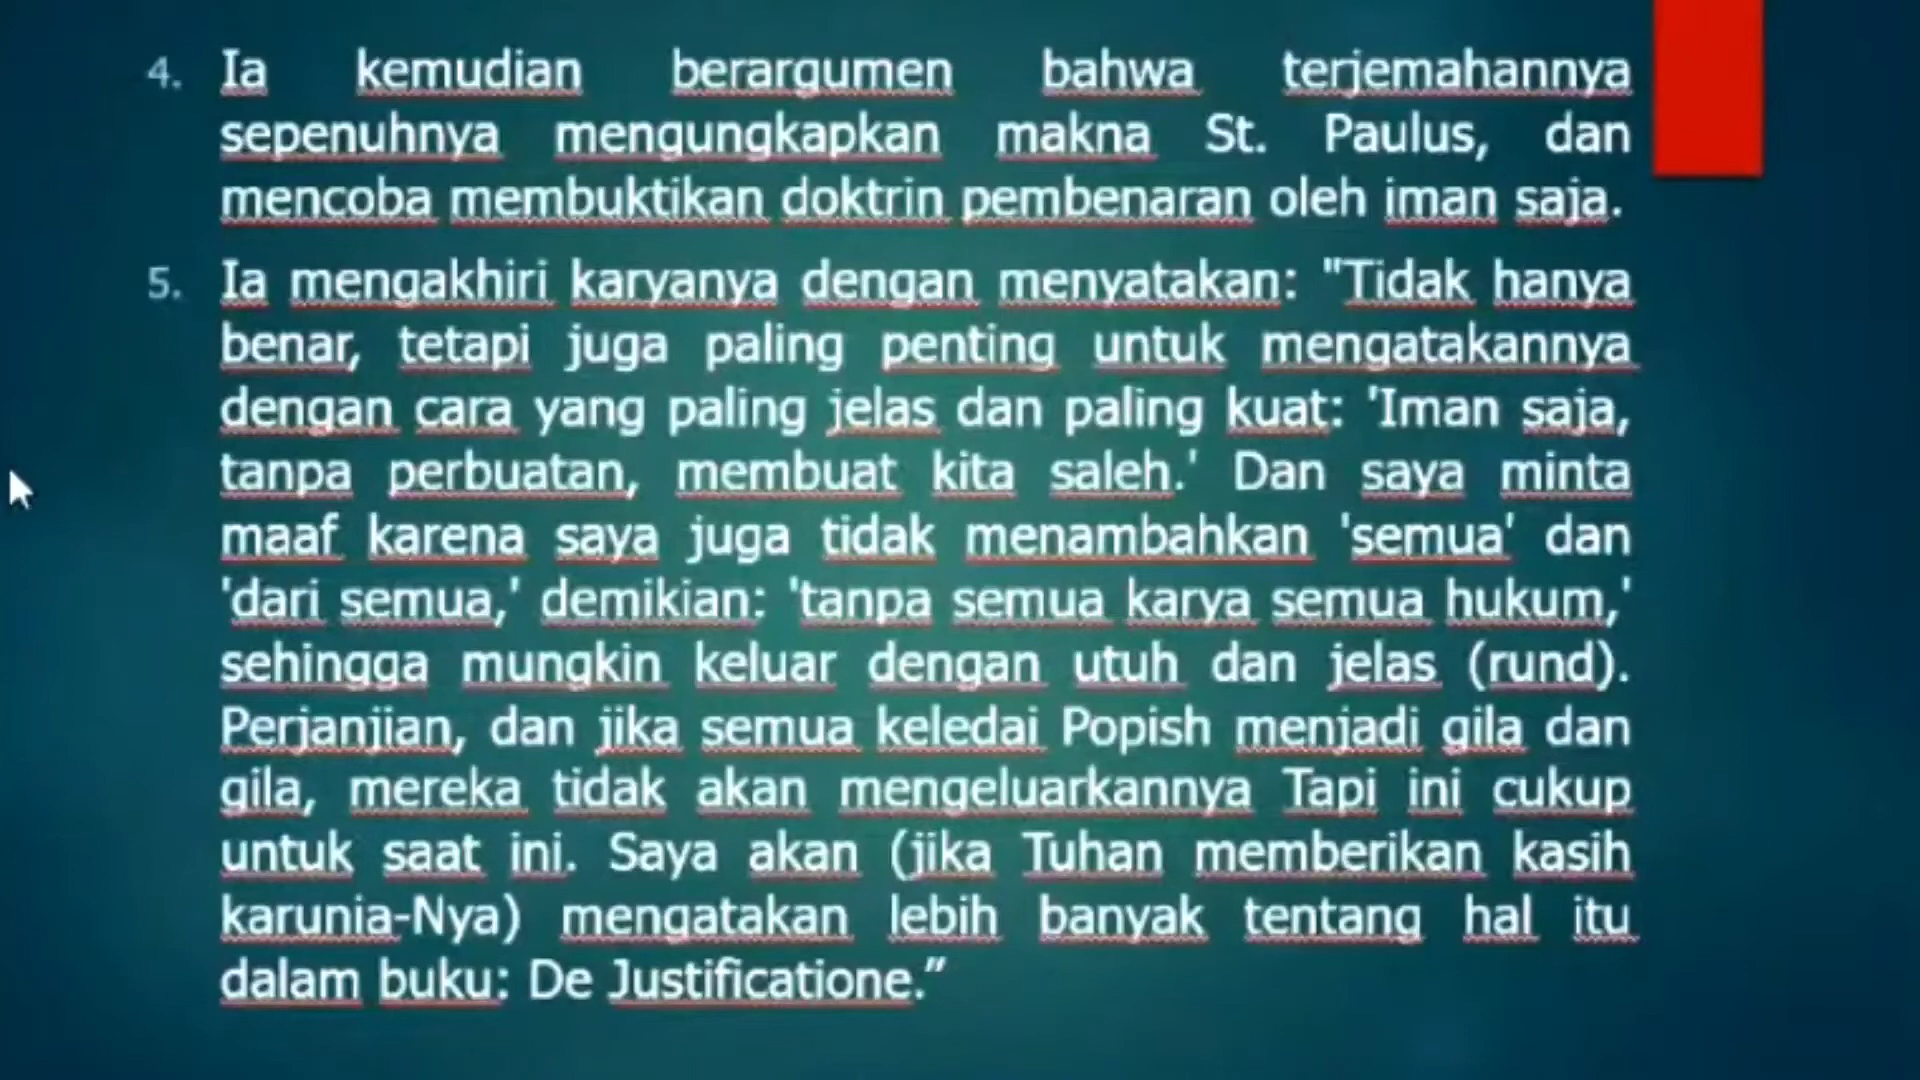 4. Ia kemudian berargumen bahwa terjemahannya
sepenuhnya mengungkapkan makna St. Paulus, dan
mencoba membuktikan doktrin pembenaran oleh iman saja.
5. Ia mengakhiri karyanya dengan menyatakan: "Tidak hanya
benar, tetapi juga paling penting untuk mengatakannya
dengan cara yang paling jelas dan paling kuat: 'Iman saja,
tanpa perbuatan, membuat kita saleh.' Dan saya minta
maaf karena saya juga tidak menambahkan 'semua' dan
'dari semua,' demikian: 'tanpa semua karya semua hukum,'
sehingga mungkin keluar dengan utuh dan jelas (rund).
Perjanjian, dan jika semua keledai Popish menjadi gila dan
gila, mereka tidak akan mengeluarkannya Tapi ini cukup
untuk saat ini. Saya akan (jika Tuhan memberikan kasih
karunia-Nya) mengatakan lebih banyak tentang hal itu
dalam buku: De Justificatione.”